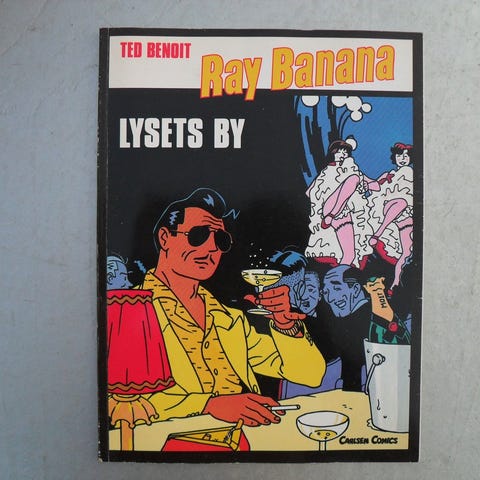 TED BENOIT
Ray Banana
LYSETS BY
CARLSEN COMICS